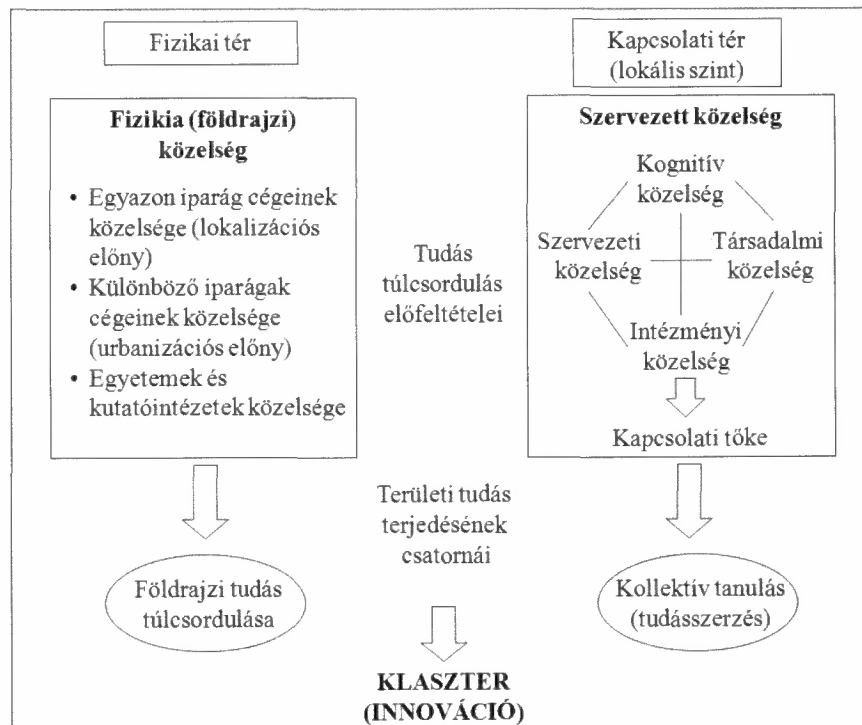 Fizikai tér
Kapcsolati tér
(lokális szint)
Fizikia (földrajzi)
közelség
• Egyazon iparág cégeinek
közelsége (lokalizációs
előny)
• Különböző iparágak
cégeinek közelsége
(urbanizációs előny)
• Egyetemek és
kutatóintézetek közelsége
Tudás
túlcsordulás
előfeltételei
Szervezett közelség
Kognitív
közelség
Szervezeti
közelség
Társadalmi
közelség
Intézményi
közelség
Kapcsolati tőke
Területi tudás
terjedésének
csatornái
Földrajzi tudás
túlcsordulása
Kollektív tanulás
(tudásszerzés)
KLASZTER
(INNOVÁCIÓ)